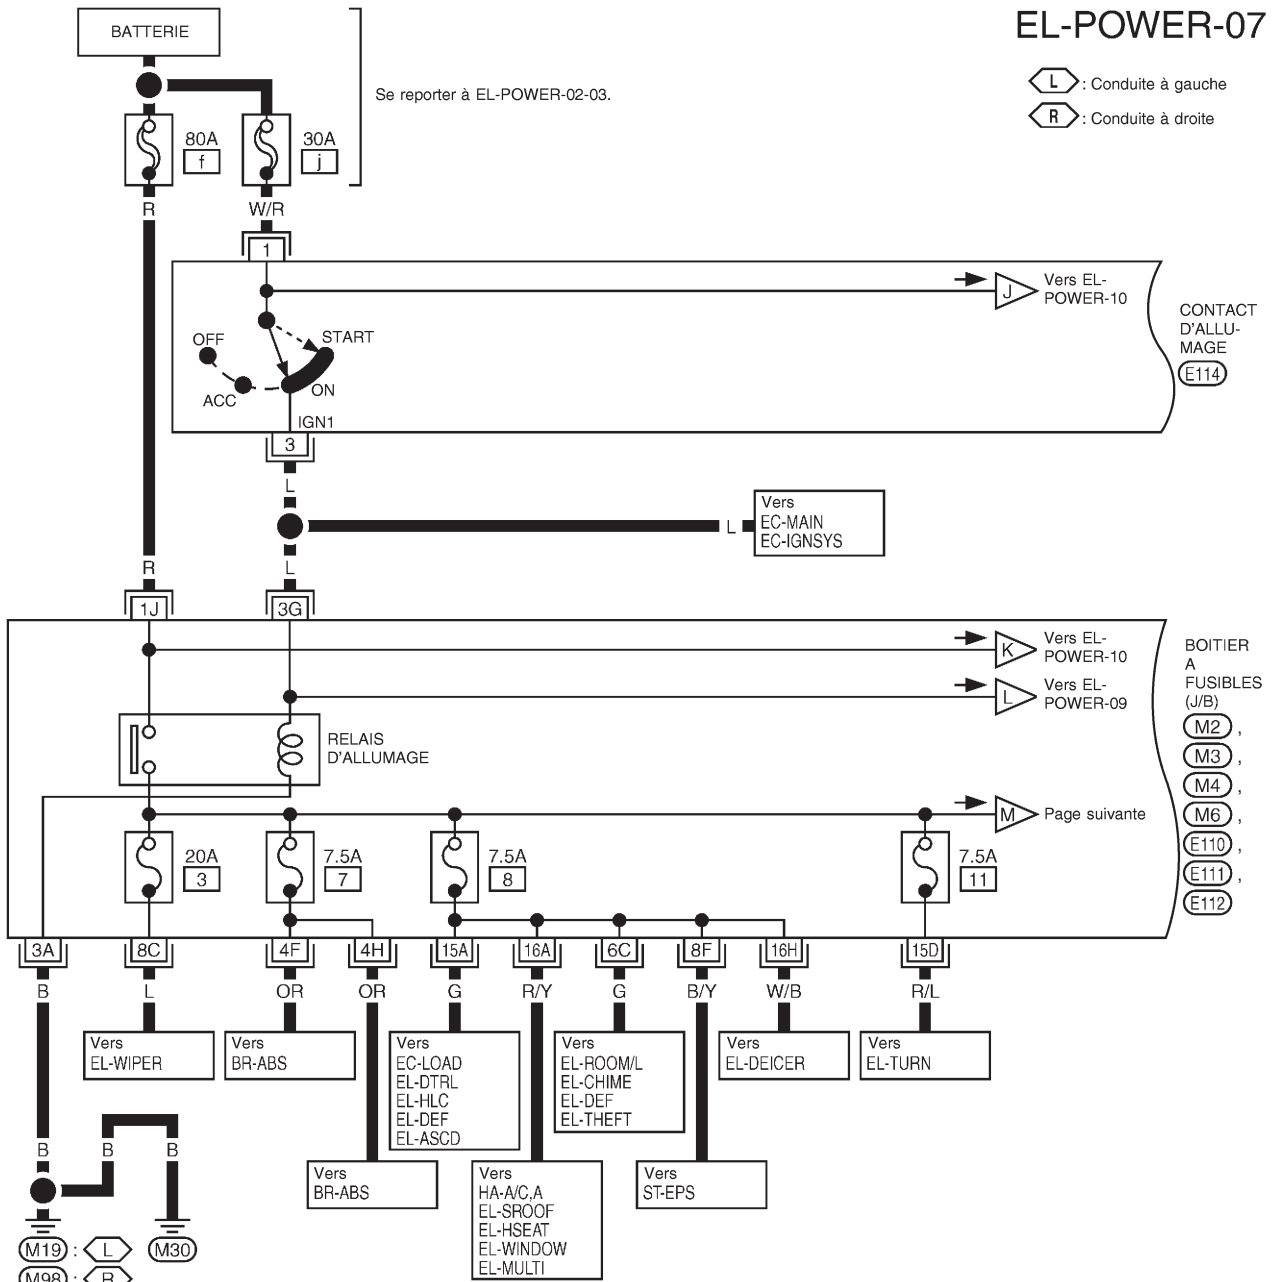 EL-POWER-07
BATTERIE
L : Conduite à gauche
R : Conduite à droite
Se reporter à EL-POWER-02-03.
80A
f
30A
j
R
W/R
1
J
Vers EL-
POWER-10
CONTACT
D'ALLU-
MAGE
E114
OFF
START
ACC
ON
IGN1
3
L
L
Vers
EC-MAIN
EC-IGNSYS
R
L
1J
3G
K
Vers EL-
POWER-10
L
Vers EL-
POWER-09
BOITIER
A
FUSIBLES
(J/B)
M2 ,
M3 ,
M4 ,
M6 ,
E110 ,
E111 ,
E112
RELAIS
D'ALLUMAGE
M
Page suivante
20A
3
7.5A
7
7.5A
8
7.5A
11
3A
8C
4F
4H
15A
16A
6C
8F
16H
15D
B
L
OR
OR
G
R/Y
G
B/Y
W/B
R/L
Vers
EL-WIPER
Vers
BR-ABS
Vers
EC-LOAD
EL-DTRL
EL-HLC
EL-DEF
EL-ASCD
Vers
EL-ROOM/L
EL-CHIME
EL-DEF
EL-THEFT
Vers
EL-DEICER
Vers
EL-TURN
B
B
B
Vers
BR-ABS
Vers
HA-A/C,A
EL-SROOF
EL-HSEAT
EL-WINDOW
EL-MULTI
Vers
ST-EPS
M19 : L
M30
M98 : R